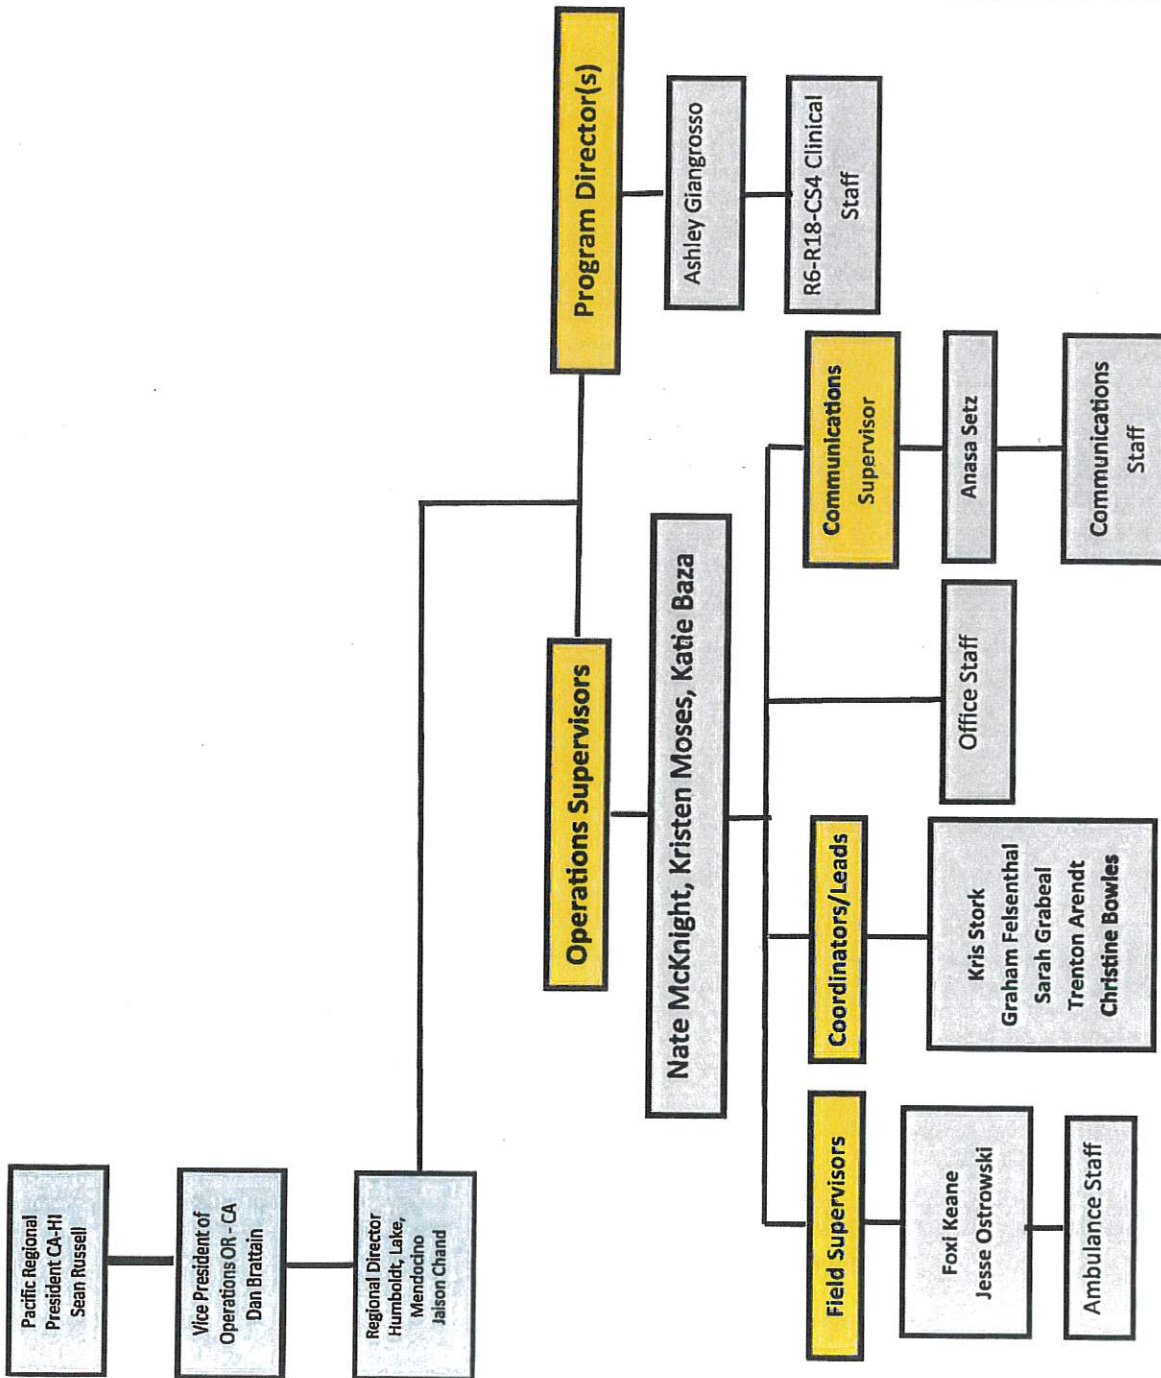 Pacific Regional
President CA-HI
Sean Russell
Vice President of
Operations OR - CA
Dan Brattain
Regional Director
Humboldt, Lake,
Mendocino
Jaison Chand
Operations Supervisors
Nate McKnight, Kristen Moses, Katie Baza
Program Director(s)
Ashley Giangrosso
R6-R18-CS4 Clinical
Staff
Field Supervisors
Foxi Keane
Jesse Ostrowski
Ambulance Staff
Coordinators/Leads
Kris Stork
Graham Felsenthal
Sarah Grabeal
Trenton Arendt
Christine Bowles
Office Staff
Communications
Supervisor
Anasa Setz
Communications
Staff